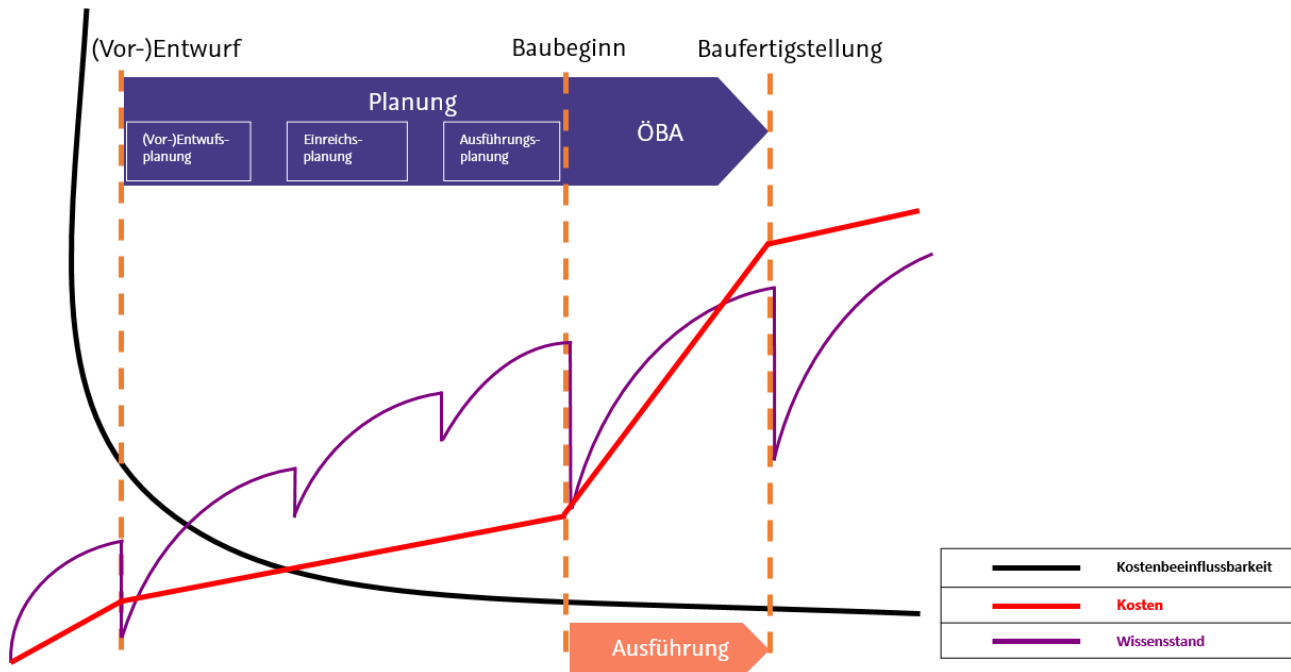 (Vor-)Entwurf
Baubeginn
Baufertigstellung
Planung
(Vor-)Entwufs-
planung
Einreichs-
planung
Ausführungs-
planung
ÖBA
Kostenbeeinflussbarkeit
Kosten
Wissensstand
Ausführung